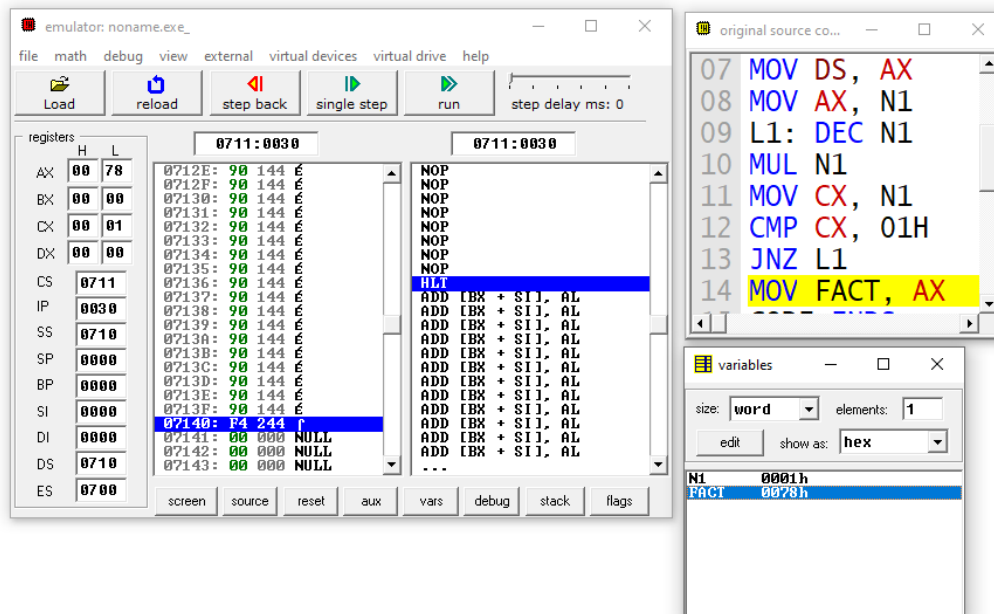 emulator: noname.exe_
file math debug view external virtual devices virtual drive help
Load reload step back single step run step delay ms: 0
registers
H L
AX 00 78
BX 00 00
CX 00 01
DX 00 00
CS 0711
IP 0030
SS 0710
SP 0000
BP 0000
SI 0000
DI 0000
DS 0710
ES 0700
0711:0030
0712E: 90 144 É
0712F: 90 144 É
07130: 90 144 É
07131: 90 144 É
07132: 90 144 É
07133: 90 144 É
07134: 90 144 É
07135: 90 144 É
07136: 90 144 É
07137: 90 144 É
07138: 90 144 É
07139: 90 144 É
0713A: 90 144 É
0713B: 90 144 É
0713C: 90 144 É
0713D: 90 144 É
0713E: 90 144 É
0713F: 90 144 É
07140: F4 244 ⌠
07141: 00 000 NULL
07142: 00 000 NULL
07143: 00 000 NULL
0711:0030
NOP
NOP
NOP
NOP
NOP
NOP
NOP
NOP
HLT
ADD [BX + SI], AL
ADD [BX + SI], AL
ADD [BX + SI], AL
ADD [BX + SI], AL
ADD [BX + SI], AL
ADD [BX + SI], AL
ADD [BX + SI], AL
ADD [BX + SI], AL
ADD [BX + SI], AL
ADD [BX + SI], AL
ADD [BX + SI], AL
ADD [BX + SI], AL
...
screen source reset aux vars debug stack flags
original source co...
07 MOV DS, AX
08 MOV AX, N1
09 L1: DEC N1
10 MUL N1
11 MOV CX, N1
12 CMP CX, 01H
13 JNZ L1
14 MOV FACT, AX
variables
size: word elements: 1
edit show as: hex
N1 0001h
FACT 0078h